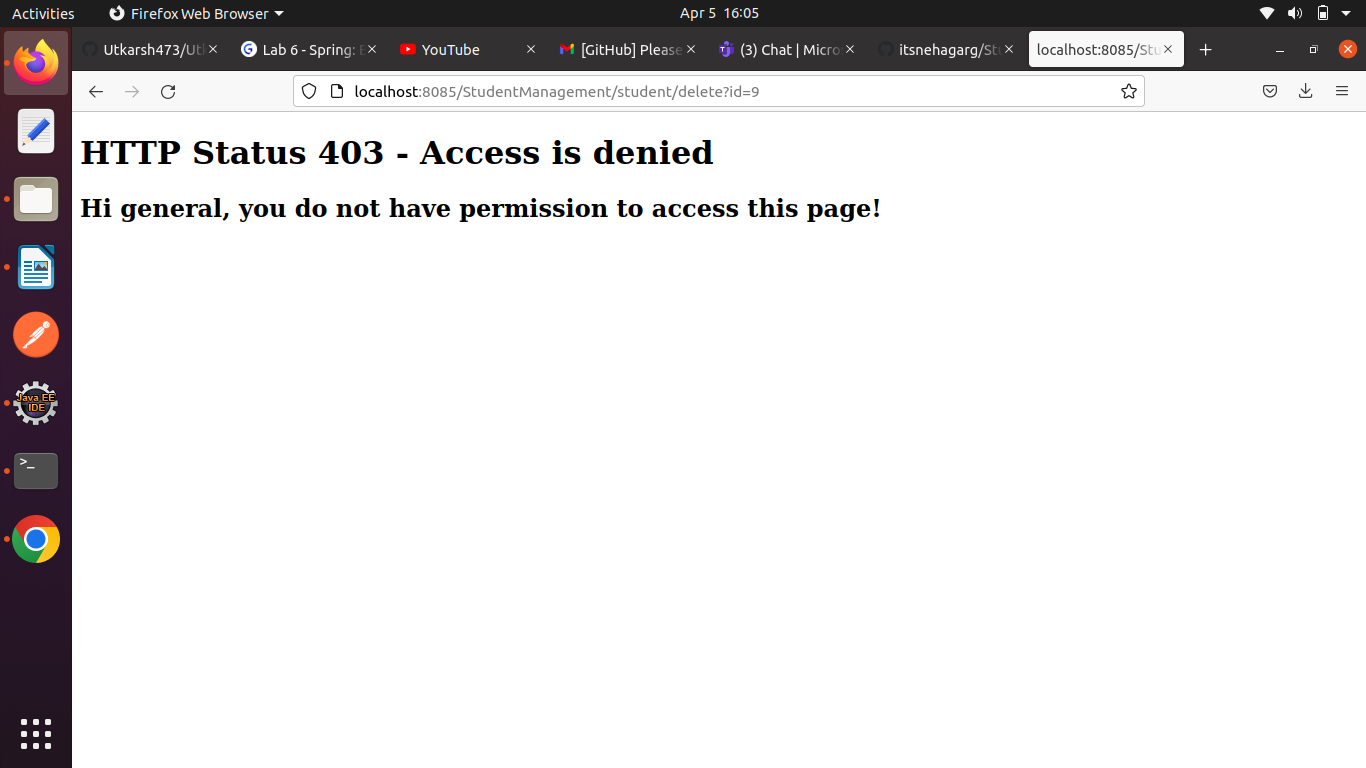 Activities Firefox Web Browser Apr 5 16:05
Utkarsh473/Utk Lab 6 - Spring: YouTube [GitHub] Please (3) Chat | Micro itsnehagarg/Stu localhost:8085/Stu
localhost:8085/StudentManagement/student/delete?id=9
HTTP Status 403 - Access is denied
Hi general, you do not have permission to access this page!
Java EE
IDE
>_